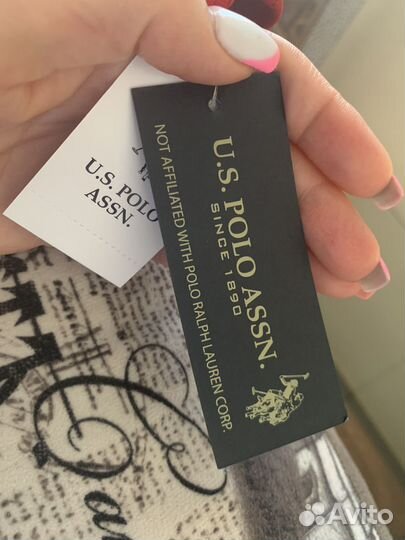 U.S. POLO ASSN.
SINCE 1890
NOT AFFILIATED WITH POLO RALPH LAUREN CORP.
U.S. POLO
ASSN.
Avito